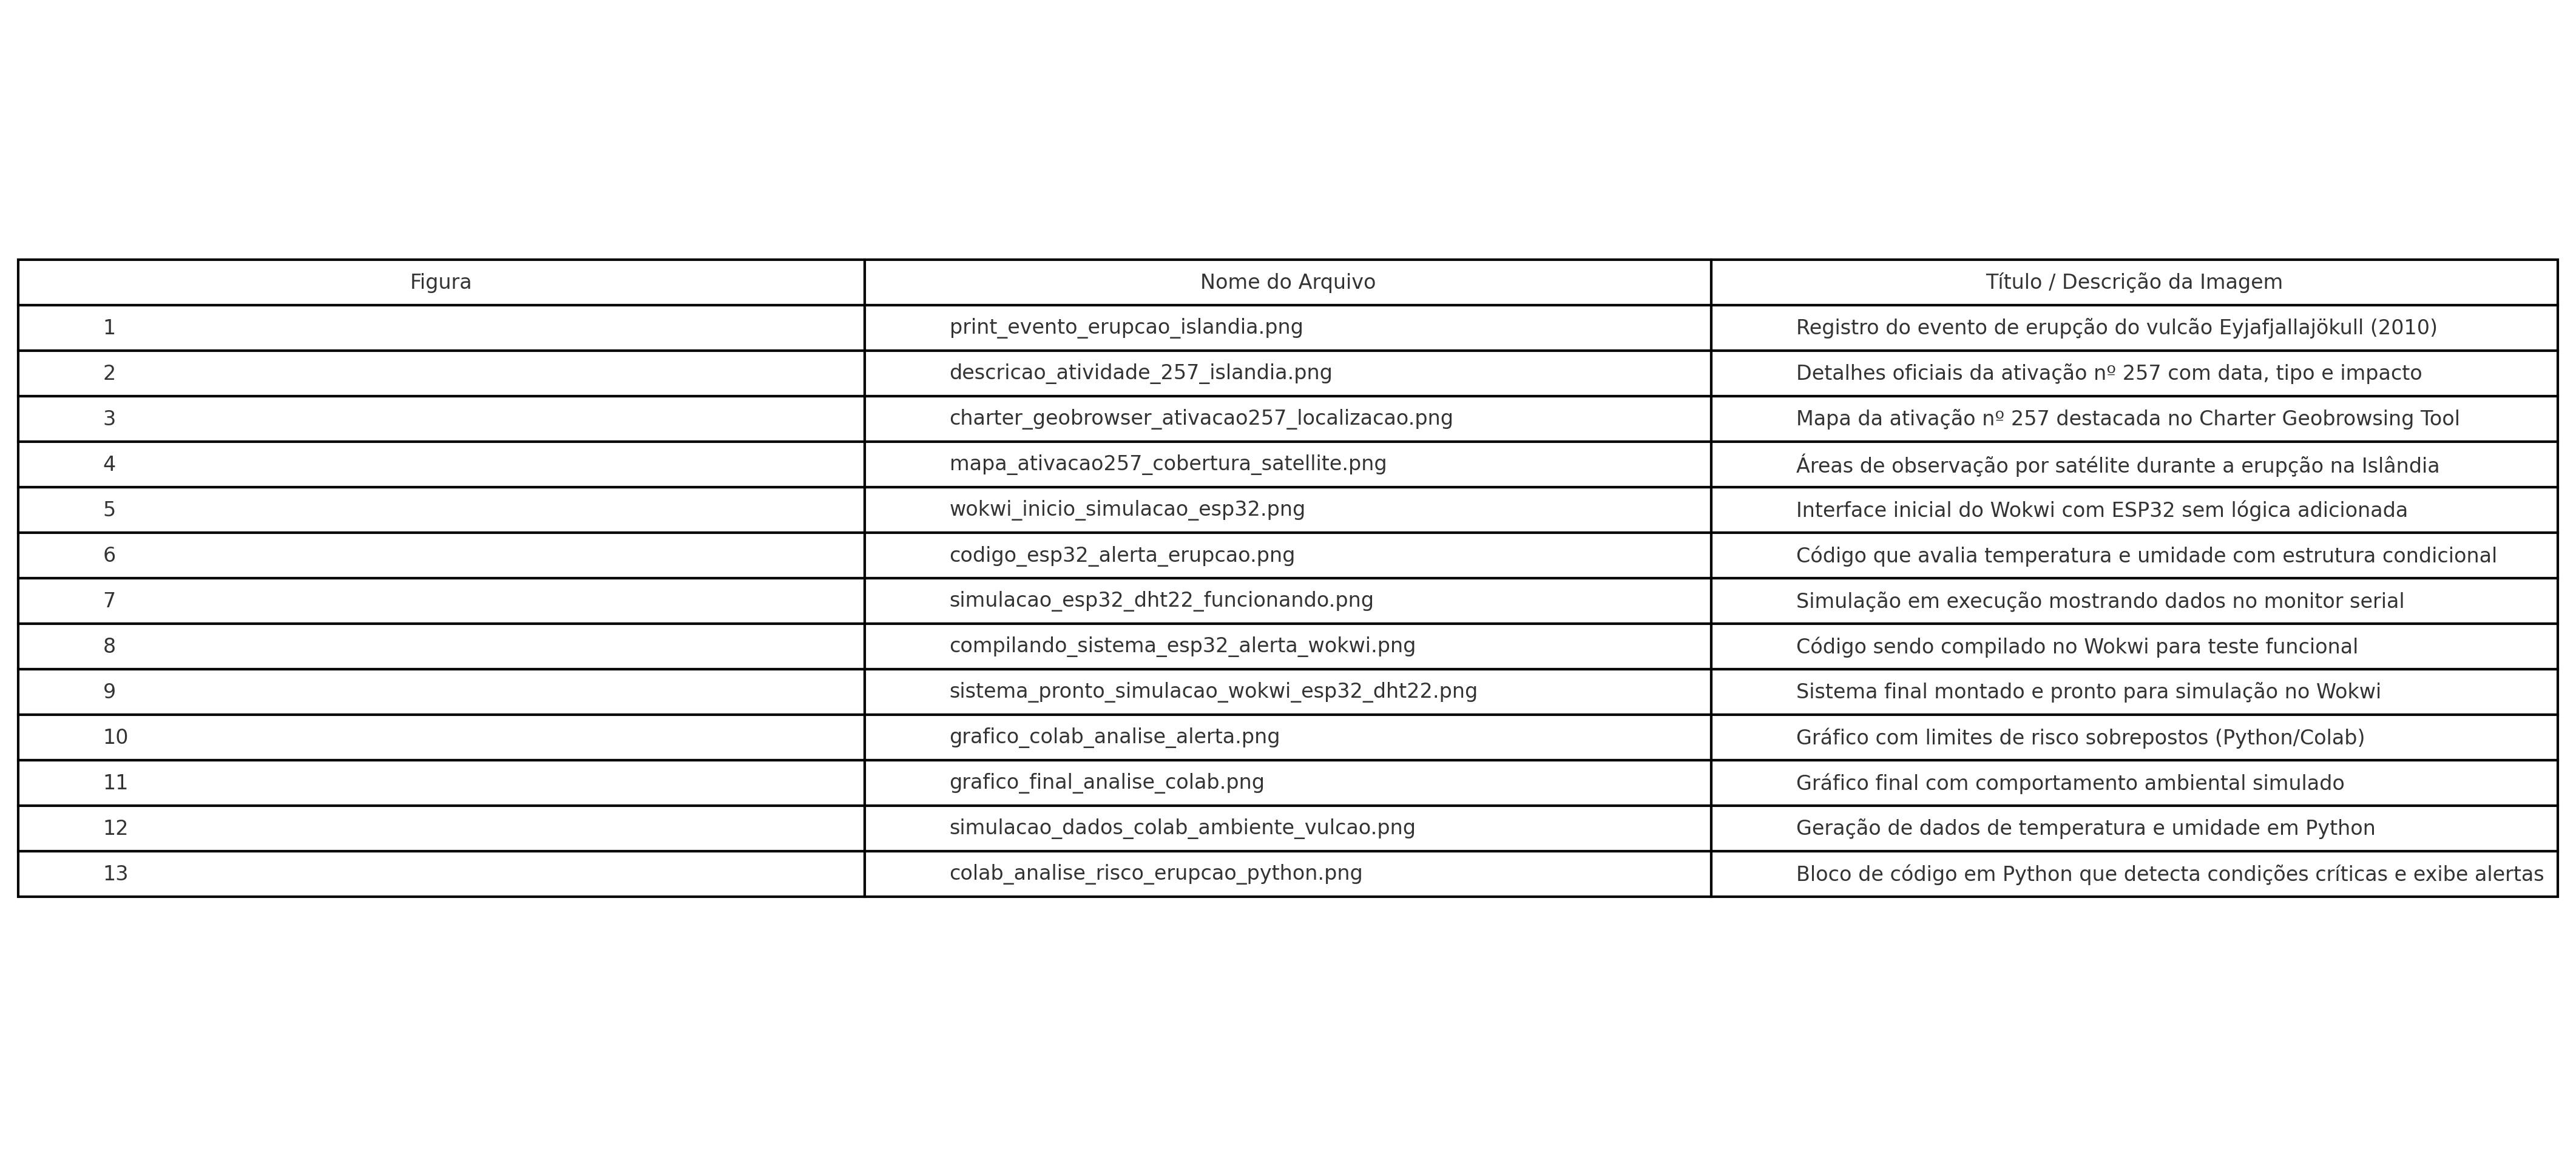 Figura Nome do Arquivo Título / Descrição da Imagem
1 print_evento_erupcao_islandia.png Registro do evento de erupção do vulcão Eyjafjallajökull (2010)
2 descricao_atividade_257_islandia.png Detalhes oficiais da ativação nº 257 com data, tipo e impacto
3 charter_geobrowser_ativacao257_localizacao.png Mapa da ativação nº 257 destacada no Charter Geobrowsing Tool
4 mapa_ativacao257_cobertura_satellite.png Áreas de observação por satélite durante a erupção na Islândia
5 wokwi_inicio_simulacao_esp32.png Interface inicial do Wokwi com ESP32 sem lógica adicionada
6 codigo_esp32_alerta_erupcao.png Código que avalia temperatura e umidade com estrutura condicional
7 simulacao_esp32_dht22_funcionando.png Simulação em execução mostrando dados no monitor serial
8 compilando_sistema_esp32_alerta_wokwi.png Código sendo compilado no Wokwi para teste funcional
9 sistema_pronto_simulacao_wokwi_esp32_dht22.png Sistema final montado e pronto para simulação no Wokwi
10 grafico_colab_analise_alerta.png Gráfico com limites de risco sobrepostos (Python/Colab)
11 grafico_final_analise_colab.png Gráfico final com comportamento ambiental simulado
12 simulacao_dados_colab_ambiente_vulcao.png Geração de dados de temperatura e umidade em Python
13 colab_analise_risco_erupcao_python.png Bloco de código em Python que detecta condições críticas e exibe alertas